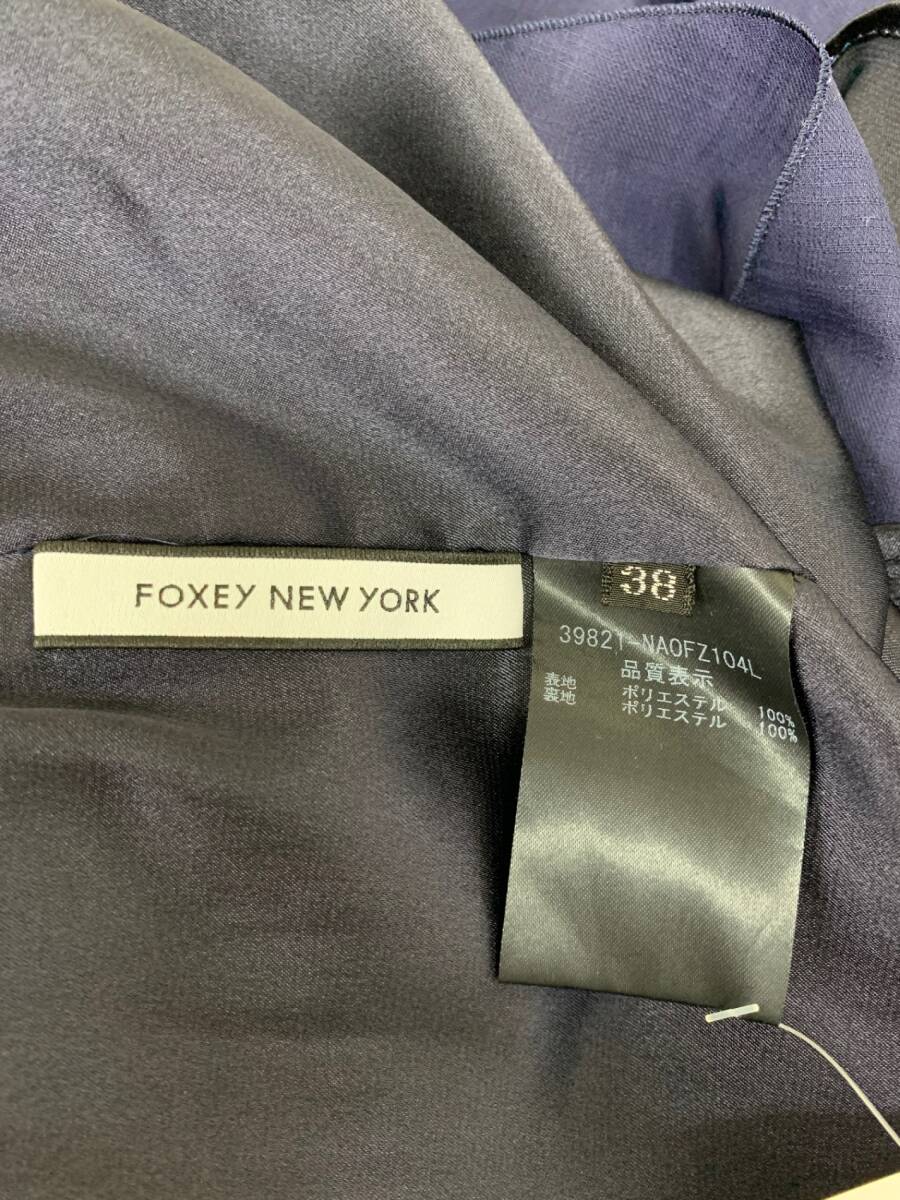 FOXEY NEW YORK
38
39821-NAOFZ104L
品質表示
表地 ポリエステル 100%
裏地 ポリエステル 100%